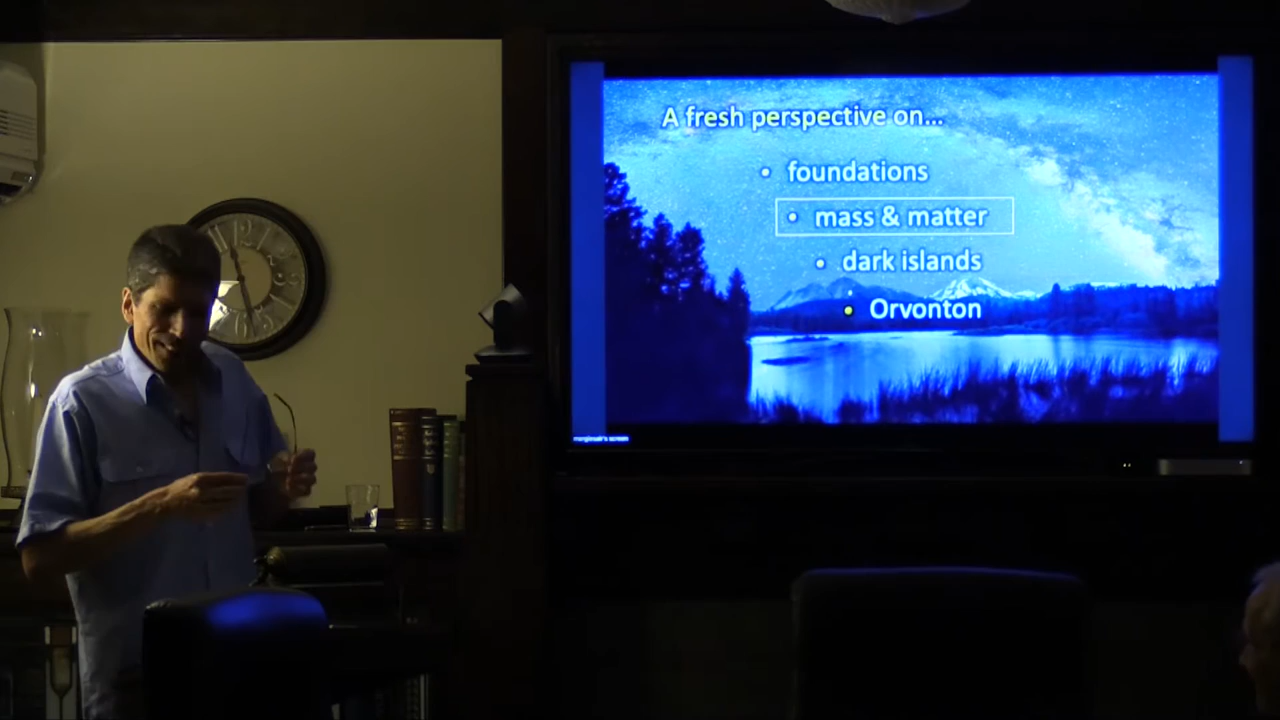 A fresh perspective on...
• foundations
• mass & matter
• dark islands
• Orvonton